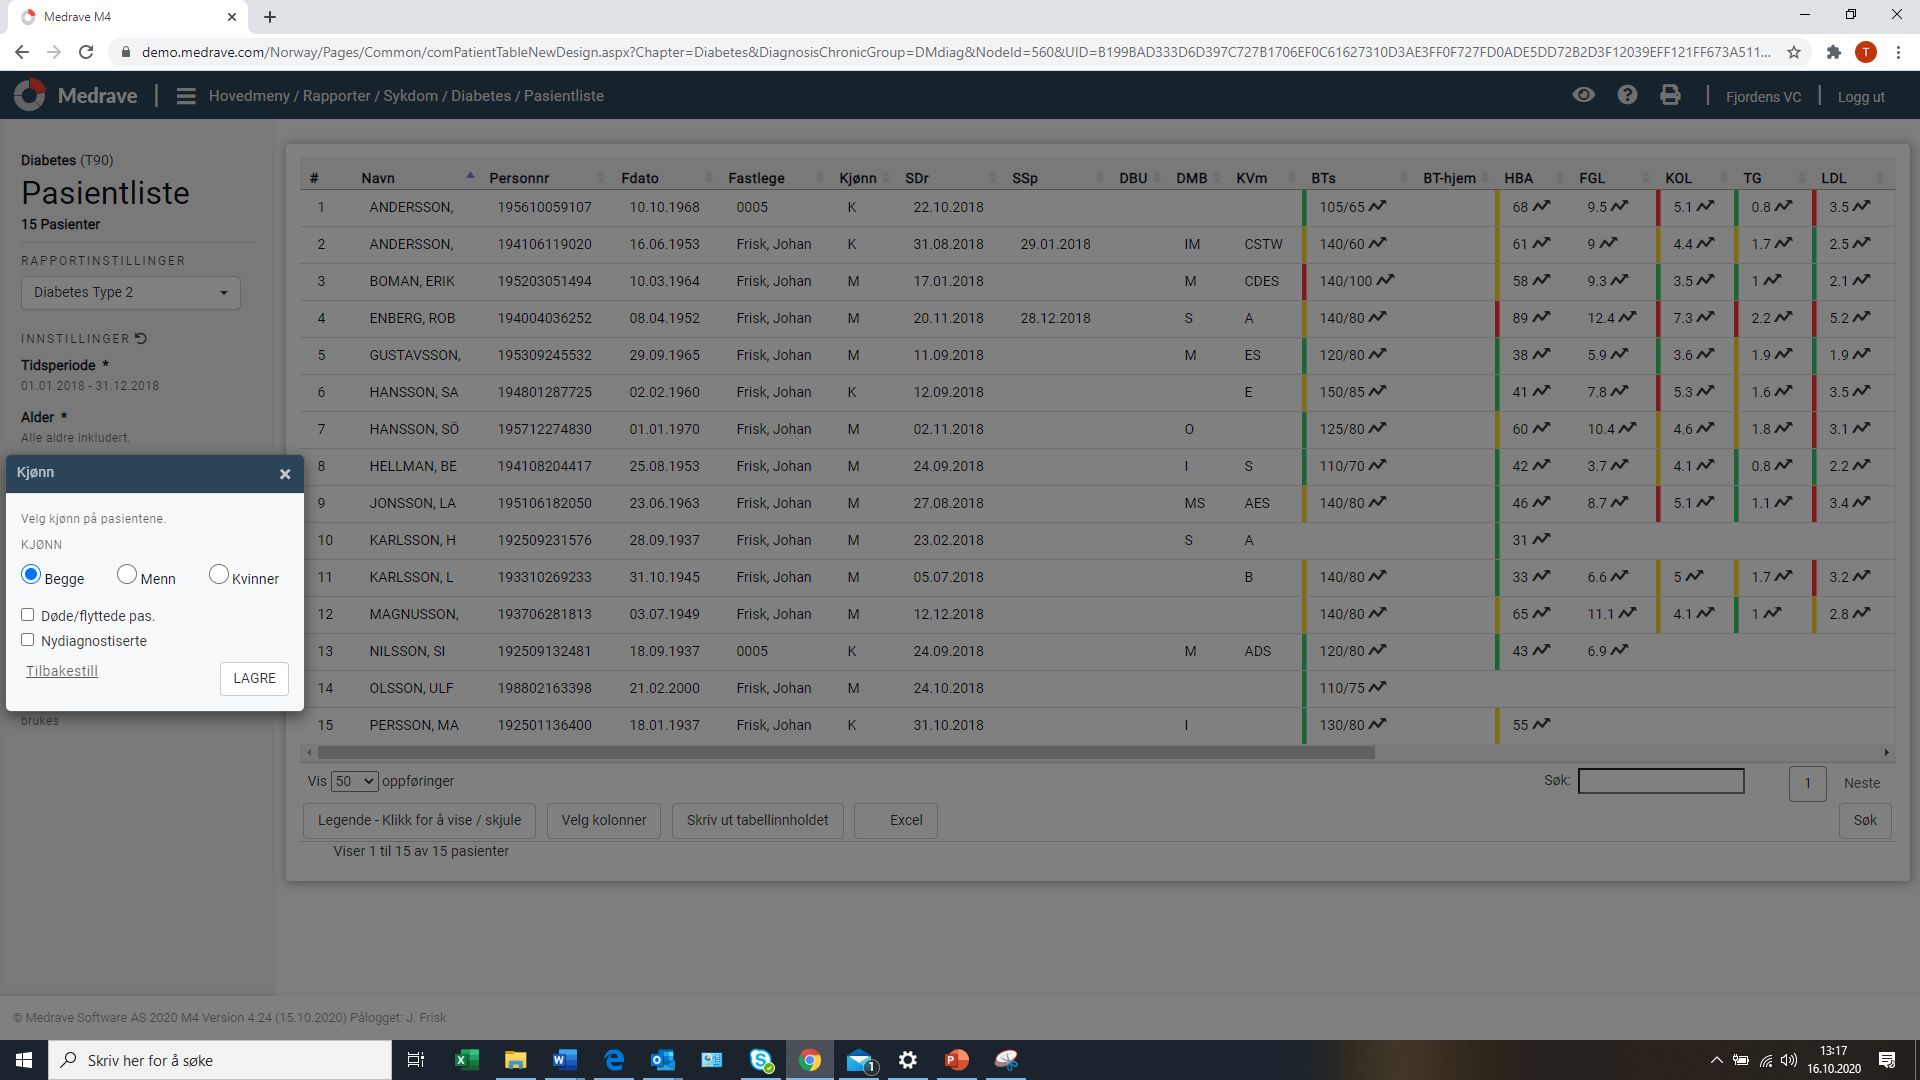 Medrave M4
demo.medrave.com/Norway/Pages/Common/comPatientTableNewDesign.aspx?Chapter=Diabetes&DiagnosisChronicGroup=DMdiag&NodeId=560&UID=B199BAD333D6D397C727B1706EF0C61627310D3AE3FF0F727FD0ADE5DD72B2D3F12039EFF121FF673A511...
T
Medrave | Hovedmeny / Rapporter / Sykdom / Diabetes / Pasientliste
Fjordens VC | Logg ut
Diabetes (T90)
Pasientliste
15 Pasienter
RAPPORTINSTILLINGER
Diabetes Type 2
INNSTILLINGER
Tidsperiode *
01.01.2018 - 31.12.2018
Alder *
Alle aldre inkludert.
Kjønn
Velg kjønn på pasientene.
KJØNN
Begge Menn Kvinner
Døde/flyttede pas.
Nydiagnostiserte
Tilbakestill LAGRE
brukes
# Navn Personnr Fdato Fastlege Kjønn SDr SSp DBU DMB KVm BTs BT-hjem HBA FGL KOL TG LDL
1 ANDERSSON, 195610059107 10.10.1968 0005 K 22.10.2018 105/65 68 9.5 5.1 0.8 3.5
2 ANDERSSON, 194106119020 16.06.1953 Frisk, Johan K 31.08.2018 29.01.2018 IM CSTW 140/60 61 9 4.4 1.7 2.5
3 BOMAN, ERIK 195203051494 10.03.1964 Frisk, Johan M 17.01.2018 M CDES 140/100 58 9.3 3.5 1 2.1
4 ENBERG, ROB 194004036252 08.04.1952 Frisk, Johan M 20.11.2018 28.12.2018 S A 140/80 89 12.4 7.3 2.2 5.2
5 GUSTAVSSON, 195309245532 29.09.1965 Frisk, Johan M 11.09.2018 M ES 120/80 38 5.9 3.6 1.9 1.9
6 HANSSON, SA 194801287725 02.02.1960 Frisk, Johan K 12.09.2018 E 150/85 41 7.8 5.3 1.6 3.5
7 HANSSON, SÖ 195712274830 01.01.1970 Frisk, Johan M 02.11.2018 O 125/80 60 10.4 4.6 1.8 3.1
8 HELLMAN, BE 194108204417 25.08.1953 Frisk, Johan M 24.09.2018 I S 110/70 42 3.7 4.1 0.8 2.2
9 JONSSON, LA 195106182050 23.06.1963 Frisk, Johan M 27.08.2018 MS AES 140/80 46 8.7 5.1 1.1 3.4
10 KARLSSON, H 192509231576 28.09.1937 Frisk, Johan M 23.02.2018 S A 31
11 KARLSSON, L 193310269233 31.10.1945 Frisk, Johan M 05.07.2018 B 140/80 33 6.6 5 1.7 3.2
12 MAGNUSSON, 193706281813 03.07.1949 Frisk, Johan M 12.12.2018 140/80 65 11.1 4.1 1 2.8
13 NILSSON, SI 192509132481 18.09.1937 0005 K 24.09.2018 M ADS 120/80 43 6.9
14 OLSSON, ULF 198802163398 21.02.2000 Frisk, Johan M 24.10.2018 110/75
15 PERSSON, MA 192501136400 18.01.1937 Frisk, Johan K 31.10.2018 I 130/80 55
Vis 50 oppføringer Søk: 1 Neste
Legende - Klikk for å vise / skjule Velg kolonner Skriv ut tabellinnholdet Excel Søk
Viser 1 til 15 av 15 pasienter
© Medrave Software AS 2020 M4 Version 4.24 (15.10.2020) Pålogget: J. Frisk
Skriv her for å søke
1
13:17
16.10.2020